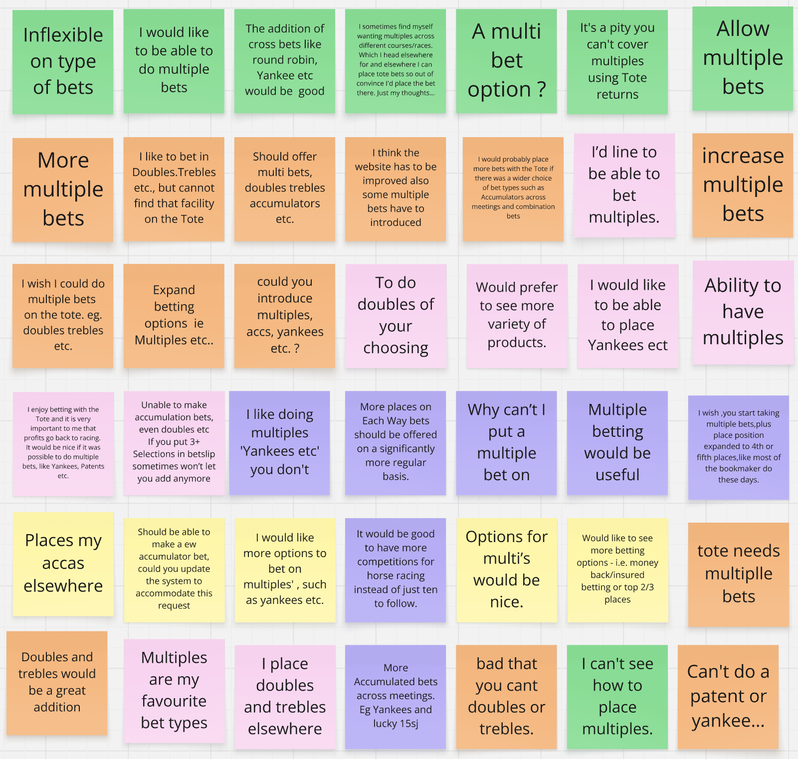 Inflexible
on type
of bets
I would like
to be able to
do multiple
bets
The addition of
cross bets like
round robin,
Yankee etc
would be  good
I sometimes find myself
wanting multiples across
different courses/races.
Which I head elsewhere
for and elsewhere I can
place tote bets so out of
convince I'd place the bet
there. Just my thoughts...
A multi
bet
option ?
It's a pity you
can't cover
multiples
using Tote
returns
Allow
multiple
bets
More
multiple
bets
I like to bet in
Doubles.Trebles
etc., but cannot
find that facility
on the Tote
Should offer
multi bets,
doubles trebles
accumulators
etc.
I think the
website has to be
improved also
some multiple
bets have to
introduced
I would probably place
more bets with the Tote if
there was a wider choice
of bet types such as
Accumulators across
meetings and combination
bets
I'd line to
be able to
bet
multiples.
increase
multiple
bets
I wish I could do
multiple bets
on the tote. eg.
doubles trebles
etc.
Expand
betting
options  ie
Multiples etc..
could you
introduce
multiples,
accs, yankees
etc. ?
To do
doubles of
your
choosing
Would prefer
to see more
variety of
products.
I would like
to be able
to place
Yankees ect
Ability to
have
multiples
I enjoy betting with the
Tote and it is very
important to me that
profits go back to racing.
It would be nice if it was
possible to do multiple
bets, like Yankees, Patents
etc.
Unable to make
accumulation bets,
even doubles etc
If you put 3+
Selections in betslip
sometimes won't let
you add anymore
I like doing
multiples
'Yankees etc'
you don't
More places on
Each Way bets
should be offered
on a significantly
more regular
basis.
Why can't I
put a
multiple
bet on
Multiple
betting
would be
useful
I wish ,you start taking
multiple bets,plus
place position
expanded to 4th or
fifth places,like most of
the bookmaker do
these days.
Places my
accas
elsewhere
Should be able to
make a ew
accumulator bet,
could you update
the system to
accommodate this
request
I would like
more options to
bet on
multiples' , such
as yankees etc.
It would be good
to have more
competitions for
horse racing
instead of just ten
to follow.
Options for
multi's
would be
nice.
Would like to see
more betting
options - i.e. money
back/insured
betting or top 2/3
places
tote needs
multiplle
bets
Doubles and
trebles would
be a great
addition
Multiples
are my
favourite
bet types
I place
doubles
and trebles
elsewhere
More
Accumulated bets
across meetings.
Eg Yankees and
lucky 15sj
bad that
you cant
doubles or
trebles.
I can't see
how to
place
multiples.
Can't do a
patent or
yankee...